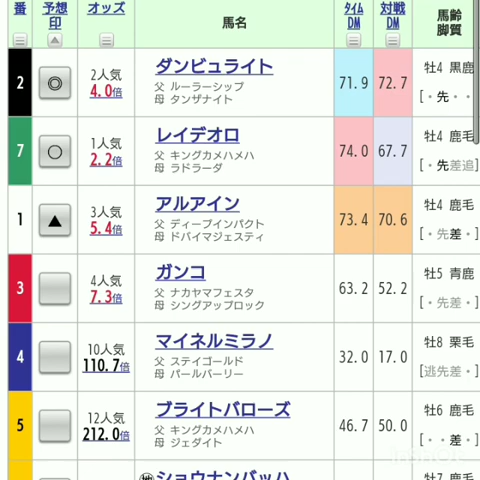 番 予想印 オッズ 馬名 タイムDM 対戦DM 馬齢脚質
2 ◎ 2人気 4.0倍 ダンビュライト 父 ルーラーシップ 母 タンザナイト 71.9 72.7 牡4 黒鹿 [・先・・
7 ○ 1人気 2.2倍 レイデオロ 父 キングカメハメハ 母 ラドラーダ 74.0 67.7 牡4 鹿毛 [・先差追]
1 ▲ 3人気 5.4倍 アルアイン 父 ディープインパクト 母 ドバイマジェスティ 73.4 70.6 牡4 鹿毛 [・先差・]
3 4人気 7.3倍 ガンコ 父 ナカヤマフェスタ 母 シングアップロック 63.2 52.2 牡5 青鹿 [・先差・]
4 10人気 110.7倍 マイネルミラノ 父 ステイゴールド 母 パールバーリー 32.0 17.0 牡8 栗毛 [逃先差・]
5 12人気 212.0倍 ブライトバローズ 父 キングカメハメハ 母 ジェダイト 46.7 50.0 牡6 鹿毛 [・・差・]
ショウナンバッハ 牡7 鹿毛